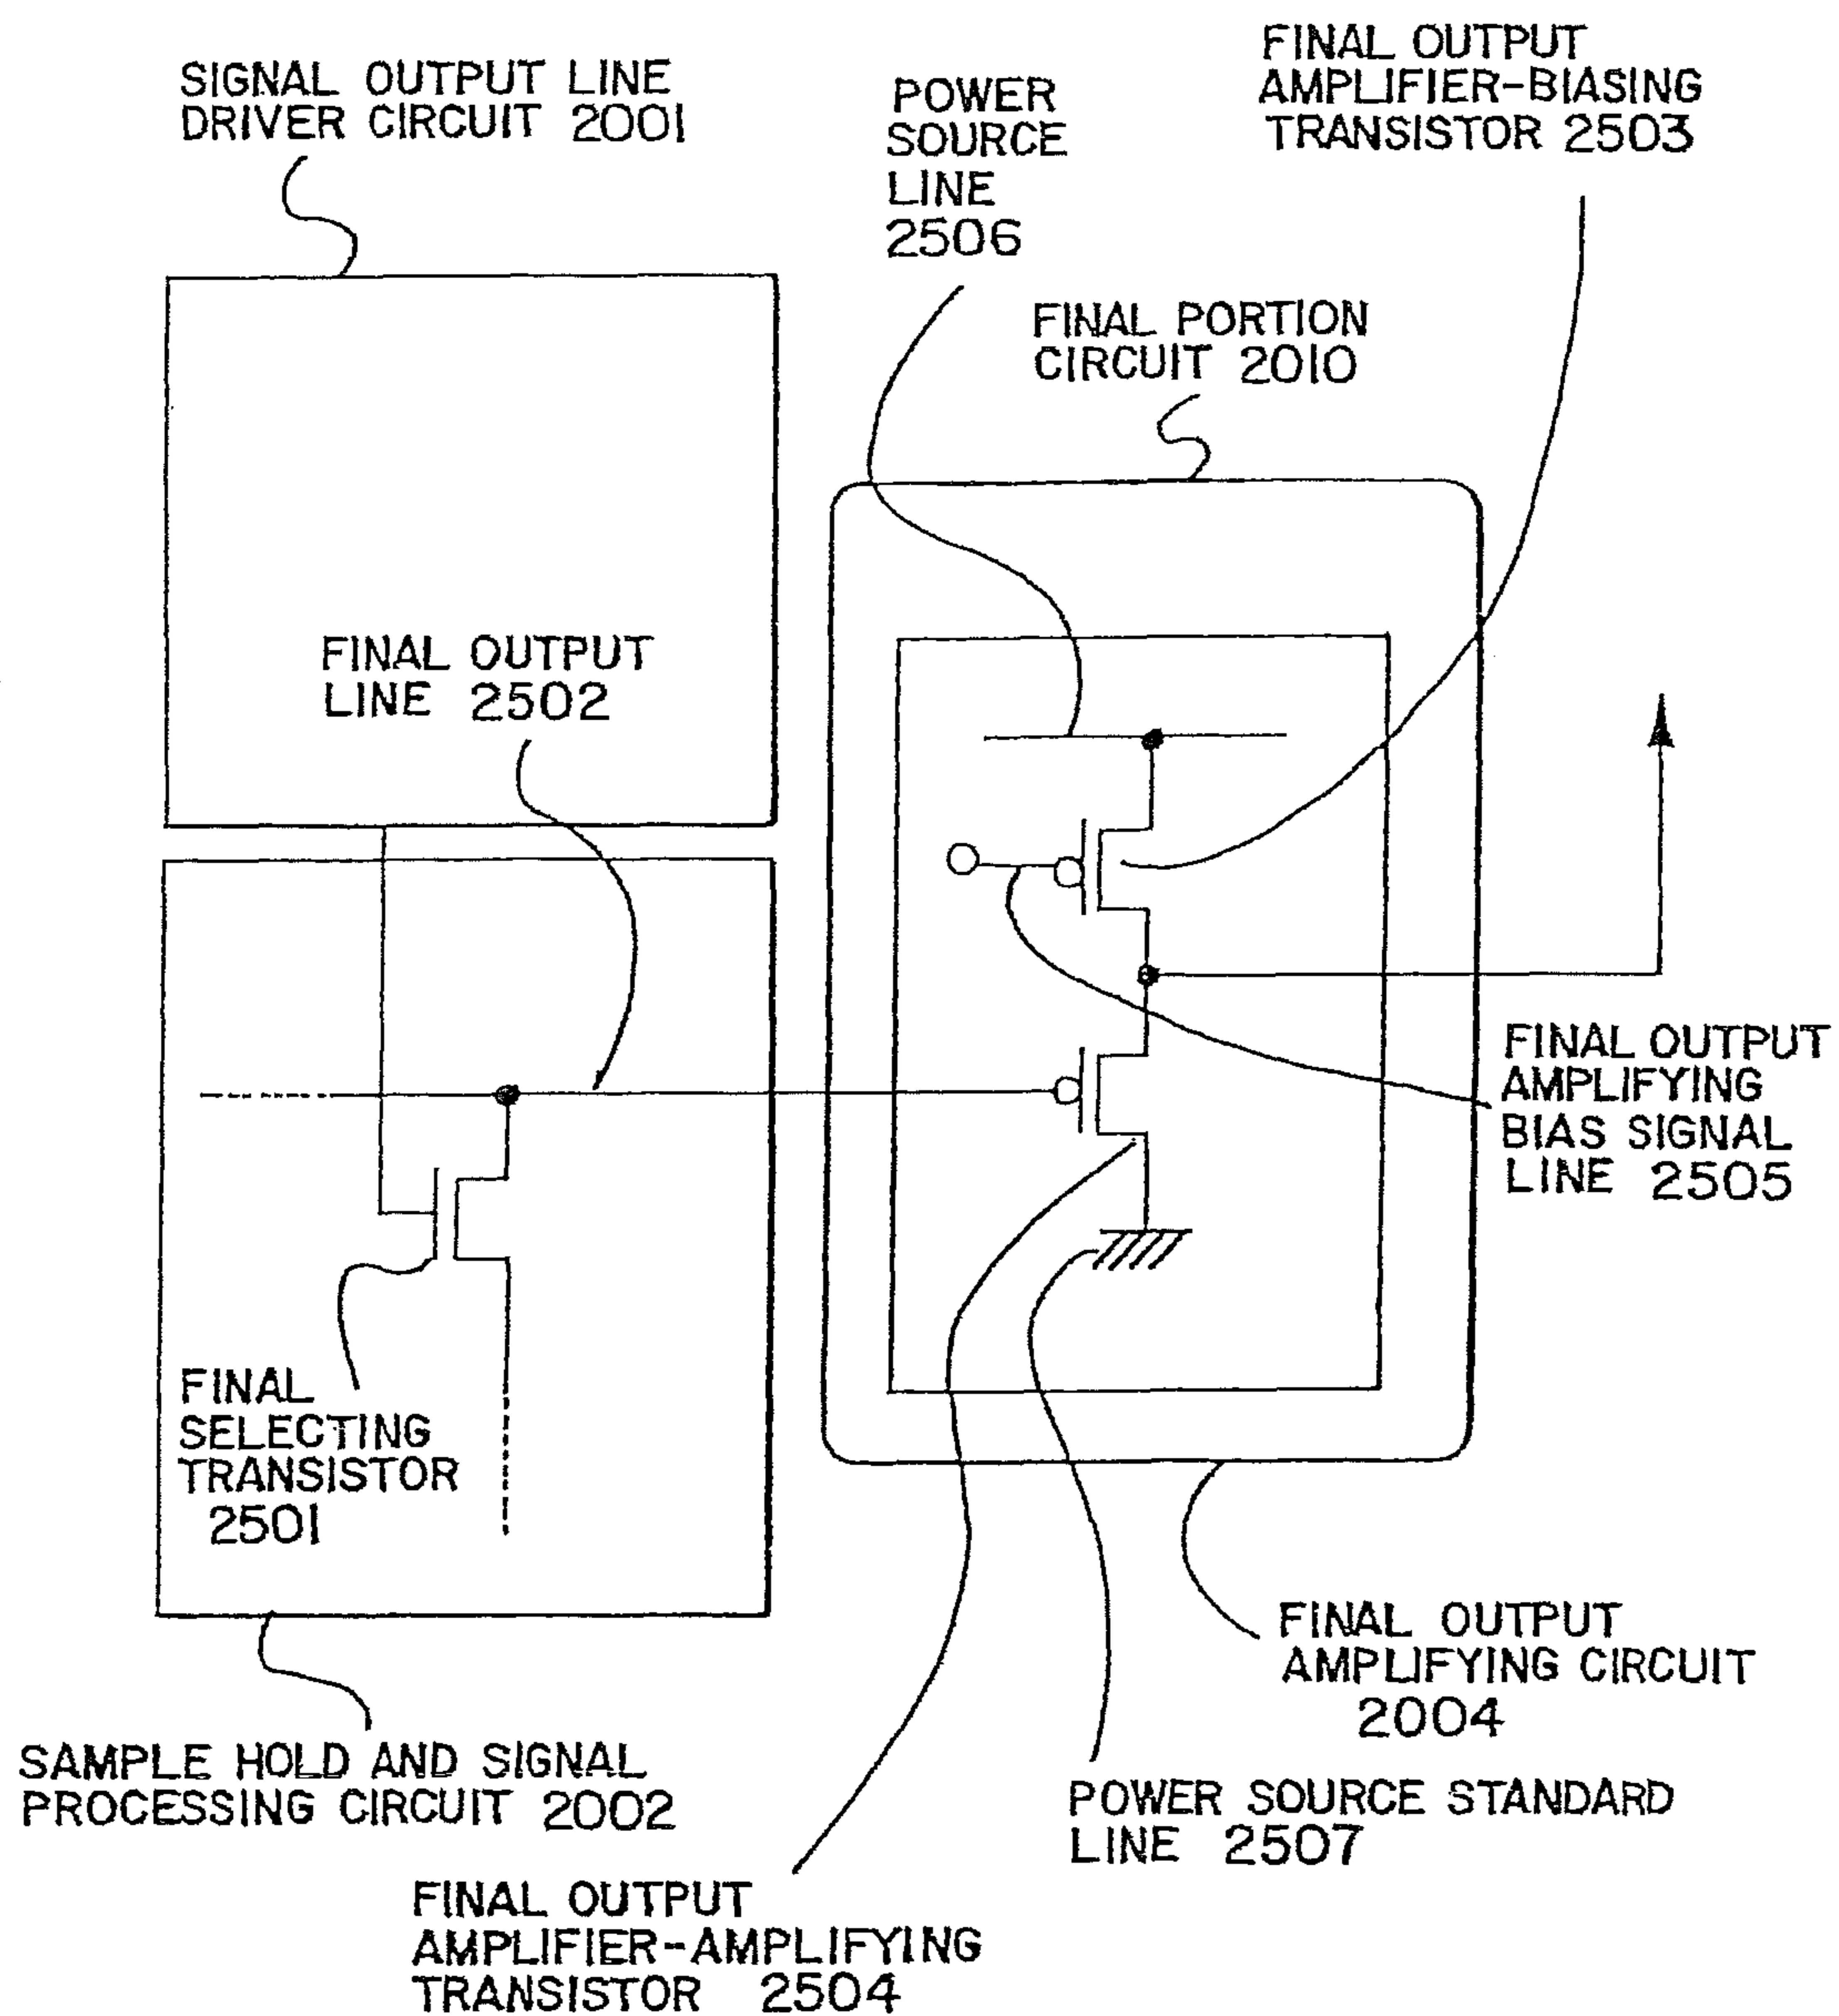 SIGNAL OUTPUT LINE
DRIVER CIRCUIT 2001
POWER
SOURCE
LINE
2506
FINAL OUTPUT
AMPLIFIER-BIASING
TRANSISTOR 2503
FINAL PORTION
CIRCUIT 2010
FINAL OUTPUT
LINE 2502
FINAL OUTPUT
AMPLIFYING
BIAS SIGNAL
LINE 2505
FINAL
SELECTING
TRANSISTOR
2501
FINAL OUTPUT
AMPLIFYING CIRCUIT
2004
SAMPLE HOLD AND SIGNAL
PROCESSING CIRCUIT 2002
POWER SOURCE STANDARD
LINE 2507
FINAL OUTPUT
AMPLIFIER-AMPLIFYING
TRANSISTOR 2504